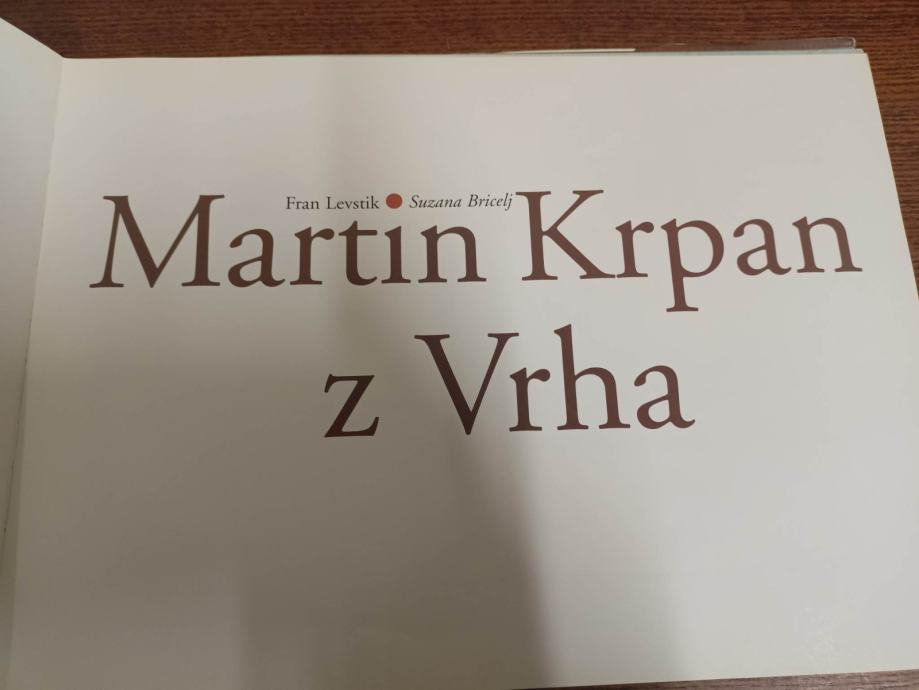 Fran Levstik ● Suzana Bricelj
Martin Krpan
z Vrha